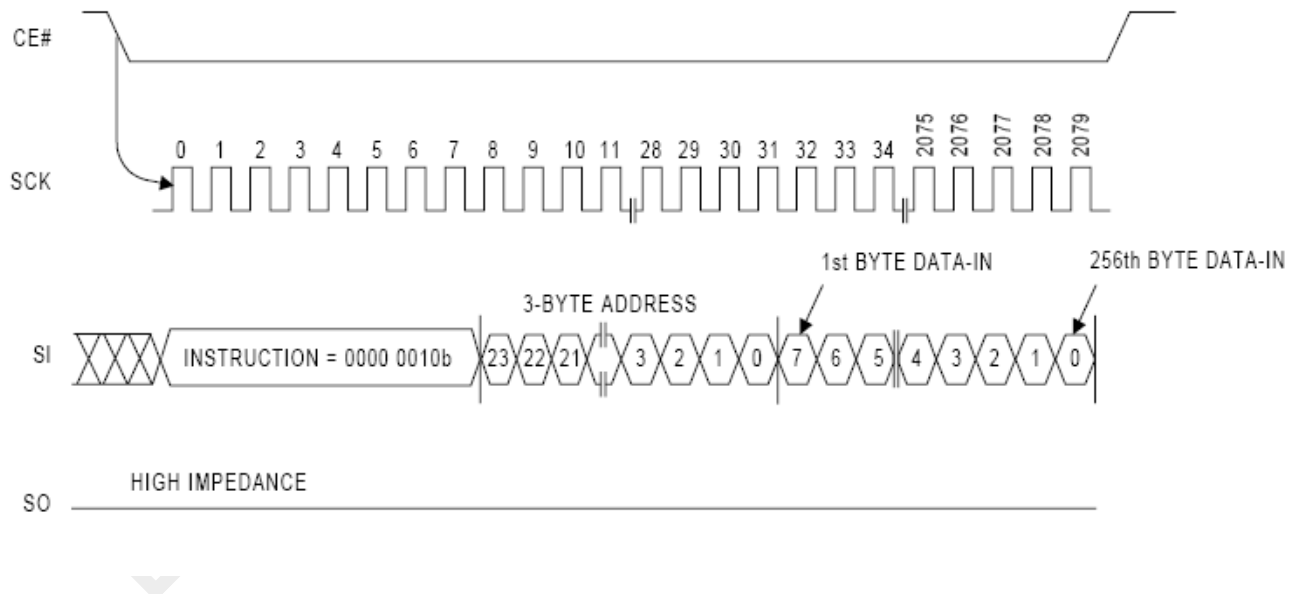 CE#
0 1 2 3 4 5 6 7 8 9 10 11 28 29 30 31 32 33 34 2075 2076 2077 2078 2079
SCK
1st BYTE DATA-IN 256th BYTE DATA-IN
3-BYTE ADDRESS
SI INSTRUCTION = 0000 0010b 23 22 21 3 2 1 0 7 6 5 4 3 2 1 0
HIGH IMPEDANCE
SO